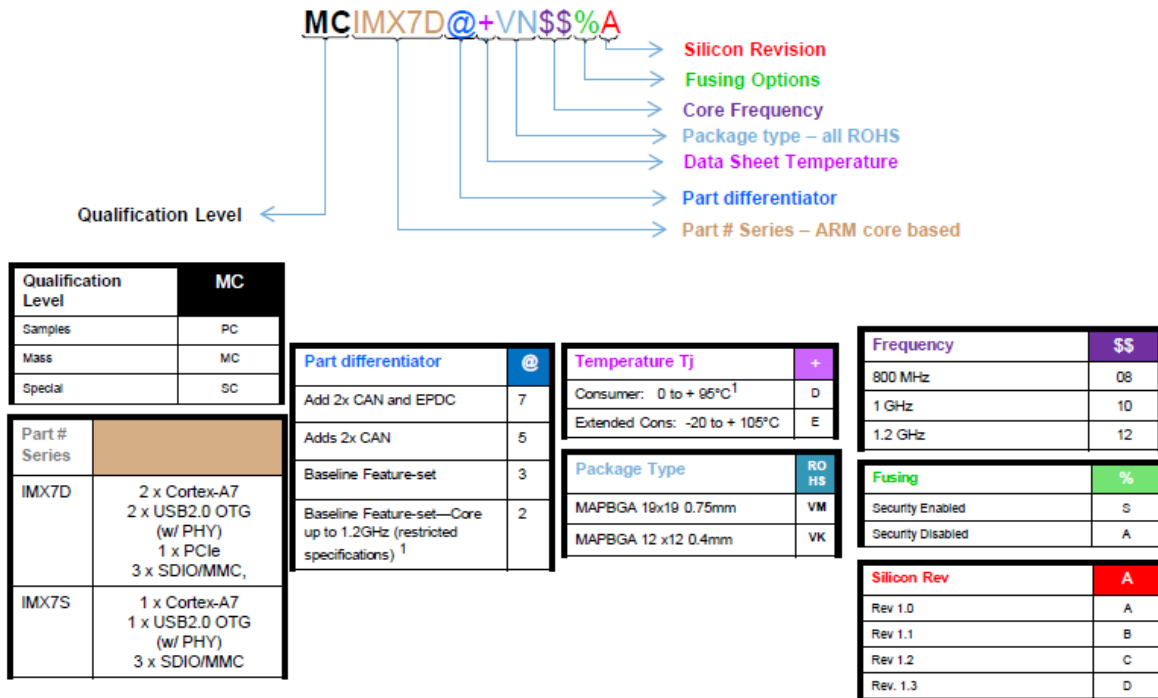 MCIMX7D@+VN$$%A
Silicon Revision
Fusing Options
Core Frequency
Package type – all ROHS
Data Sheet Temperature
Part differentiator
Qualification Level
Part # Series – ARM core based
Qualification Level MC
Samples PC
Mass MC
Special SC
Part # Series
IMX7D
2 x Cortex-A7
2 x USB2.0 OTG
(w/ PHY)
1 x PCIe
3 x SDIO/MMC,
IMX7S
1 x Cortex-A7
1 x USB2.0 OTG
(w/ PHY)
3 x SDIO/MMC
Part differentiator @
Add 2x CAN and EPDC 7
Adds 2x CAN 5
Baseline Feature-set 3
Baseline Feature-set—Core
up to 1.2GHz (restricted
specifications) 1
2
Temperature Tj +
Consumer: 0 to + 95°C1 D
Extended Cons: -20 to + 105°C E
Package Type RO HS
MAPBGA 19x19 0.75mm VM
MAPBGA 12 x12 0.4mm VK
Frequency $$
800 MHz 08
1 GHz 10
1.2 GHz 12
Fusing %
Security Enabled S
Security Disabled A
Silicon Rev A
Rev 1.0 A
Rev 1.1 B
Rev 1.2 C
Rev. 1.3 D